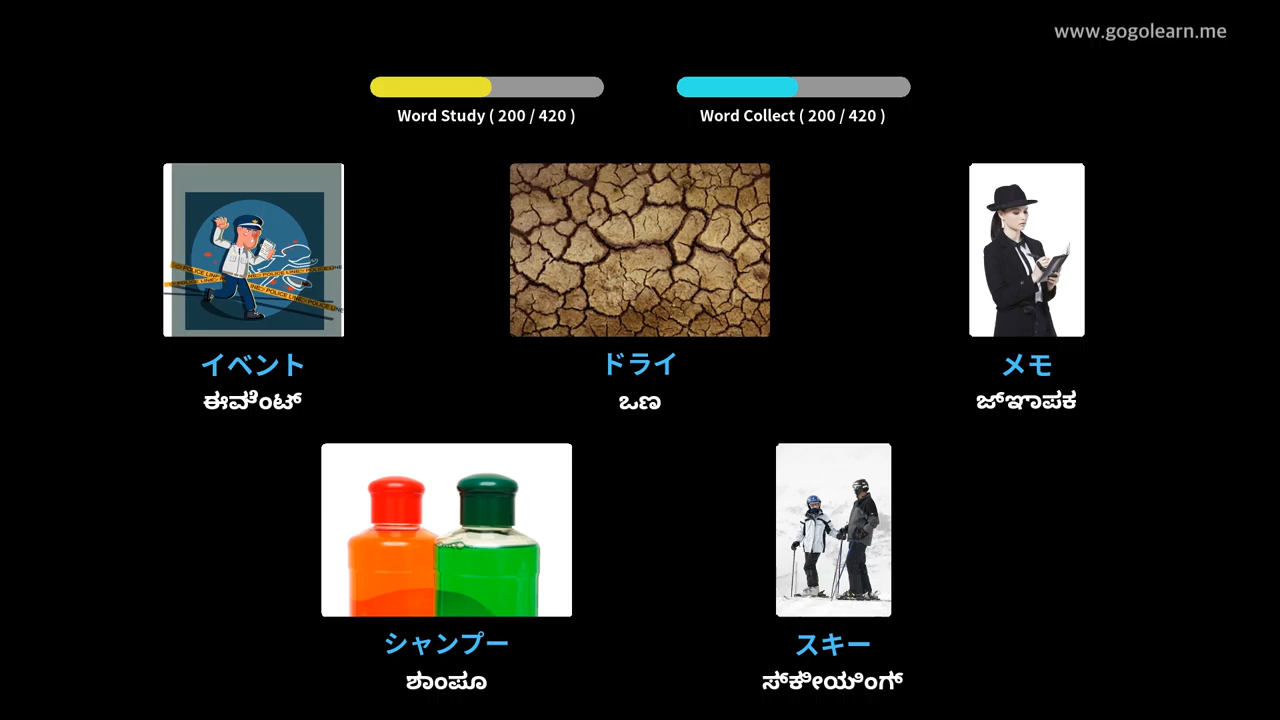 www.gogolearn.me
Word Study ( 200 / 420 )
Word Collect ( 200 / 420 )
イベント
ドライ
メモ
ಈವೆಂಟ್
ಒಣ
ಜ್ಞಾಪಕ
シャンプー
スキー
ಶಾಂಪೂ
ಸ್ಕೀಯಿಂಗ್